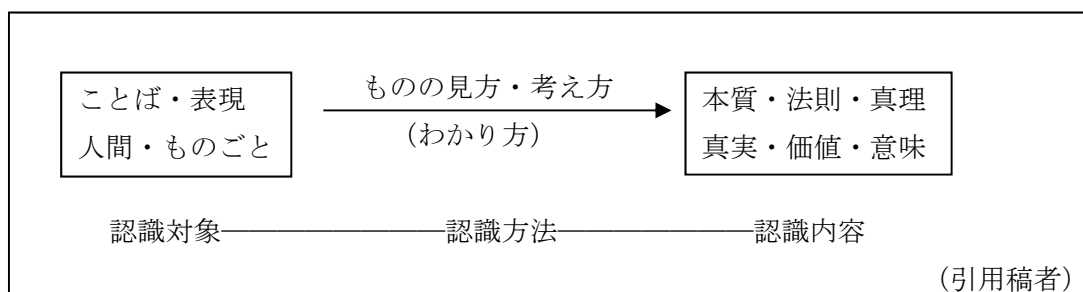 ことば・表現
人間・ものごと
ものの見方・考え方
(わかり方)
本質・法則・真理
真実・価値・意味
認識対象――――――――認識方法―――――――認識内容
(引用稿者)